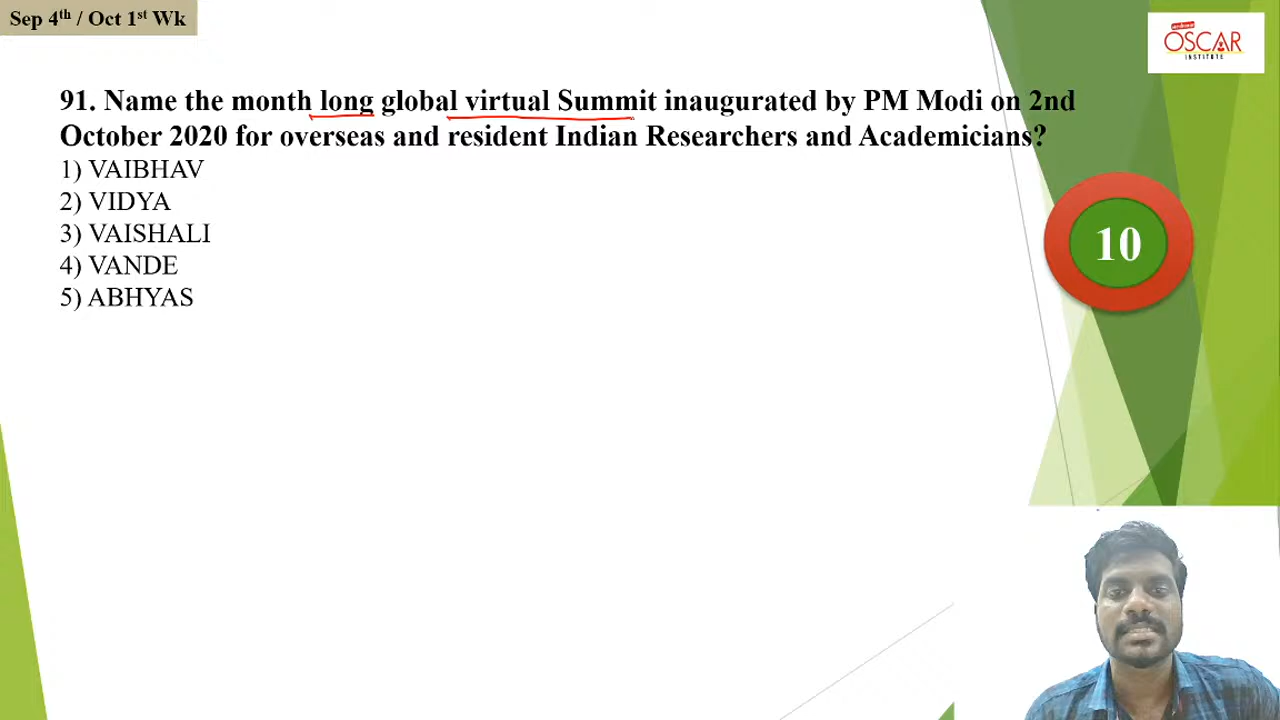 Sep 4th / Oct 1st Wk
OSCAR
INSTITUTE
91. Name the month long global virtual Summit inaugurated by PM Modi on 2nd
October 2020 for overseas and resident Indian Researchers and Academicians?
1) VAIBHAV
2) VIDYA
3) VAISHALI
4) VANDE
5) ABHYAS
10